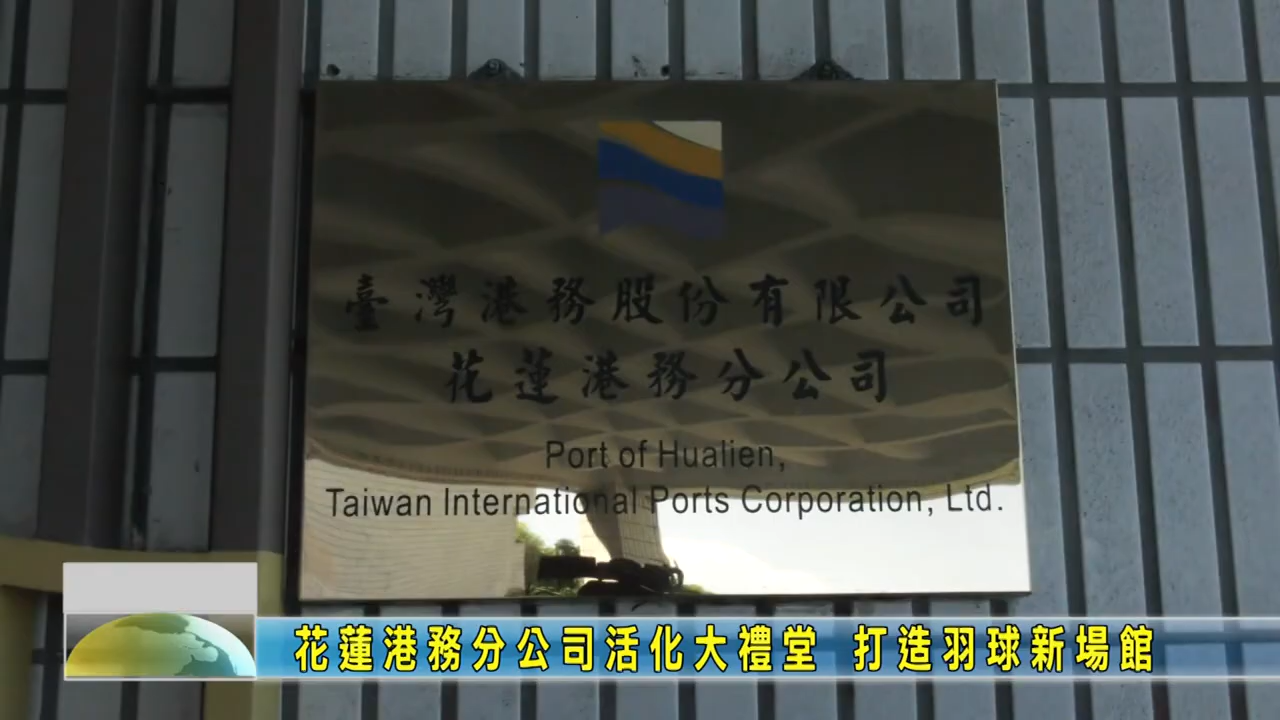 臺灣港務股份有限公司
花蓮港務分公司
Port of Hualien,
Taiwan International Ports Corporation, Ltd.
花蓮港務分公司活化大禮堂 打造羽球新場館